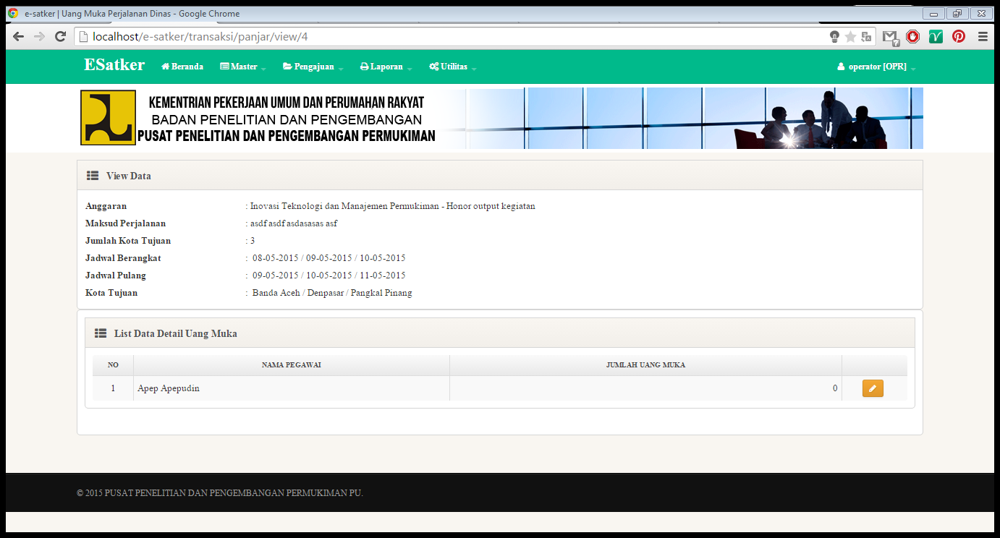 e-satker | Uang Muka Perjalanan Dinas - Google Chrome
localhost/e-satker/transaksi/panjar/view/4
ESatker Beranda Master Pengajuan Laporan Utilitas operator [OPR]
KEMENTRIAN PEKERJAAN UMUM DAN PERUMAHAN RAKYAT
BADAN PENELITIAN DAN PENGEMBANGAN
PUSAT PENELITIAN DAN PENGEMBANGAN PERMUKIMAN
View Data
Anggaran : Inovasi Teknologi dan Manajemen Permukiman - Honor output kegiatan
Maksud Perjalanan : asdf asdf asdasasas asf
Jumlah Kota Tujuan : 3
Jadwal Berangkat : 08-05-2015 / 09-05-2015 / 10-05-2015
Jadwal Pulang : 09-05-2015 / 10-05-2015 / 11-05-2015
Kota Tujuan : Banda Aceh / Denpasar / Pangkal Pinang
List Data Detail Uang Muka
NO NAMA PEGAWAI JUMLAH UANG MUKA
1 Apep Apepudin 0
© 2015 PUSAT PENELITIAN DAN PENGEMBANGAN PERMUKIMAN PU.